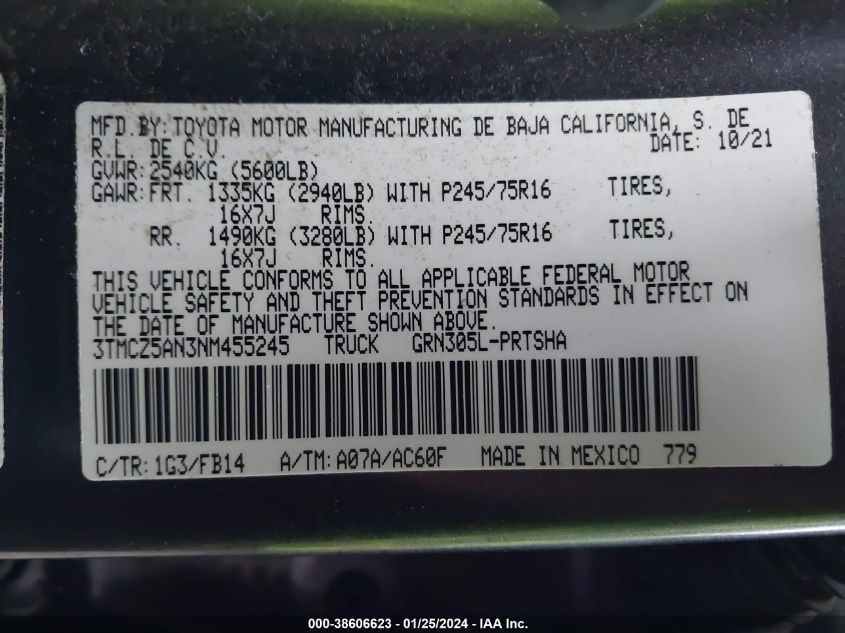 MFD.BY: TOYOTA MOTOR MANUFACTURING DE BAJA CALIFORNIA, S. DE
R.L. DE C.V. DATE: 10/21
GVWR: 2540KG (5600LB)
GAWR: FRT. 1335KG (2940LB) WITH P245/75R16 TIRES,
16X7J RIMS.
RR. 1490KG (3280LB) WITH P245/75R16 TIRES,
16X7J RIMS.
THIS VEHICLE CONFORMS TO ALL APPLICABLE FEDERAL MOTOR
VEHICLE SAFETY AND THEFT PREVENTION STANDARDS IN EFFECT ON
THE DATE OF MANUFACTURE SHOWN ABOVE.
3TMCZ5AN3NM455245 TRUCK GRN305L-PRTSHA
C/TR: 1G3/FB14 A/TM: A07A/AC60F MADE IN MEXICO 779
000-38606623 - 01/25/2024 - IAA Inc.